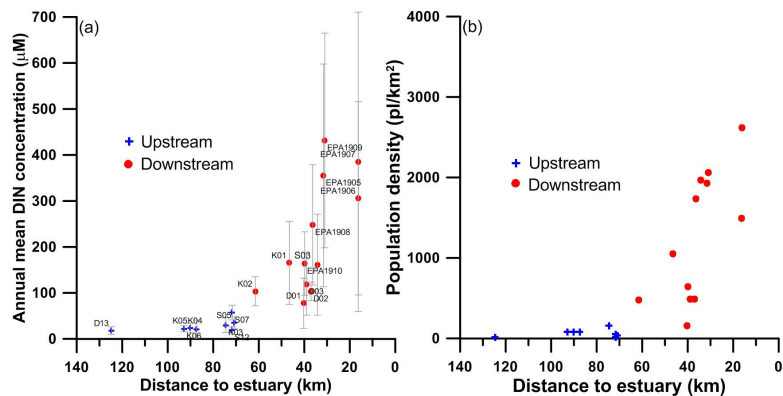 (a)
700
600
500
400
300
200
100
0
Annual mean DIN concentration (μM)
Upstream
Downstream
EPA1909
EPA1907
EPA1905
EPA1906
EPA1908
K01
S03
EPA1910
K02
D03
D01
D02
S05
S07
D13
K05
K04
K06
K03
S12
140 120 100 80 60 40 20 0
Distance to estuary (km)
(b)
4000
3000
2000
1000
0
Population density (pl/km²)
Upstream
Downstream
140 120 100 80 60 40 20 0
Distance to estuary (km)